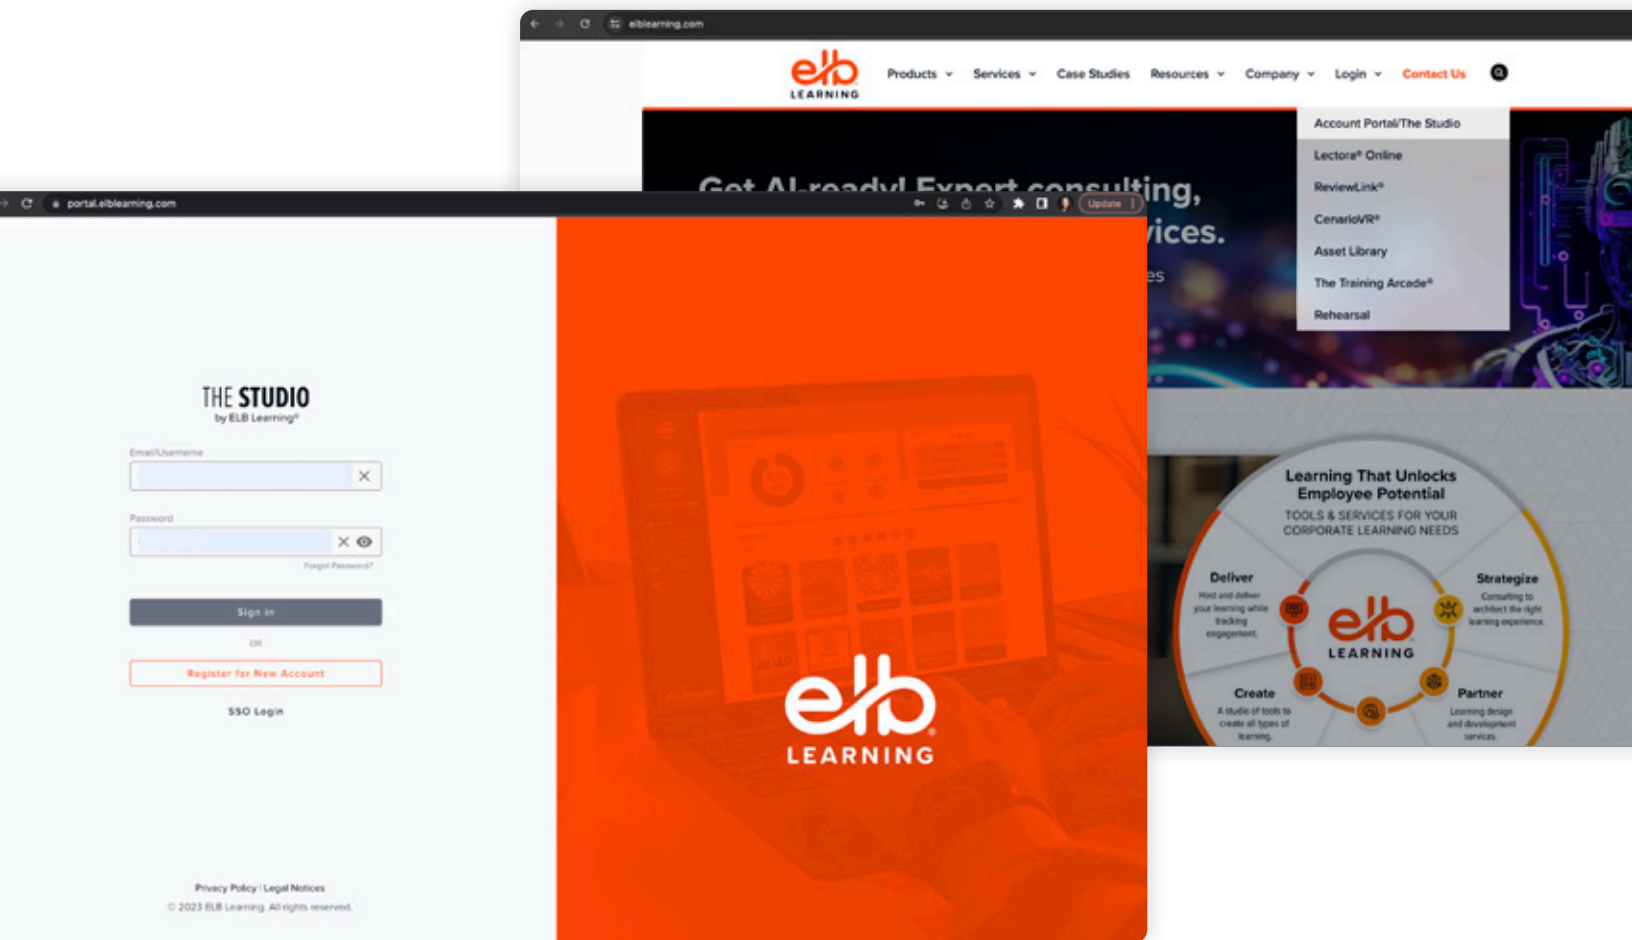 elblearning.com
elb
LEARNING
Products
Services
Case Studies
Resources
Company
Login
Contact Us
Account Portal/The Studio
Lectora® Online
ReviewLink®
CenarioVR®
Asset Library
The Training Arcade®
Rehearsal
Get AI-ready! Expert consulting,
ices.
es
Learning That Unlocks
Employee Potential
TOOLS & SERVICES FOR YOUR
CORPORATE LEARNING NEEDS
Deliver
Host and deliver
your learning while
tracking
engagement.
Strategize
Consulting to
architect the right
learning experience.
elb
LEARNING
Create
A studio of tools to
create all types of
learning.
Partner
Learning design
and development
services.
portal.elblearning.com
Update
THE STUDIO
by ELB Learning®
Email/Username
Password
Forgot Password?
Sign in
OR
Register for New Account
SSO Login
Privacy Policy | Legal Notices
© 2023 ELB Learning. All rights reserved.
JUMP
elb®
LEARNING